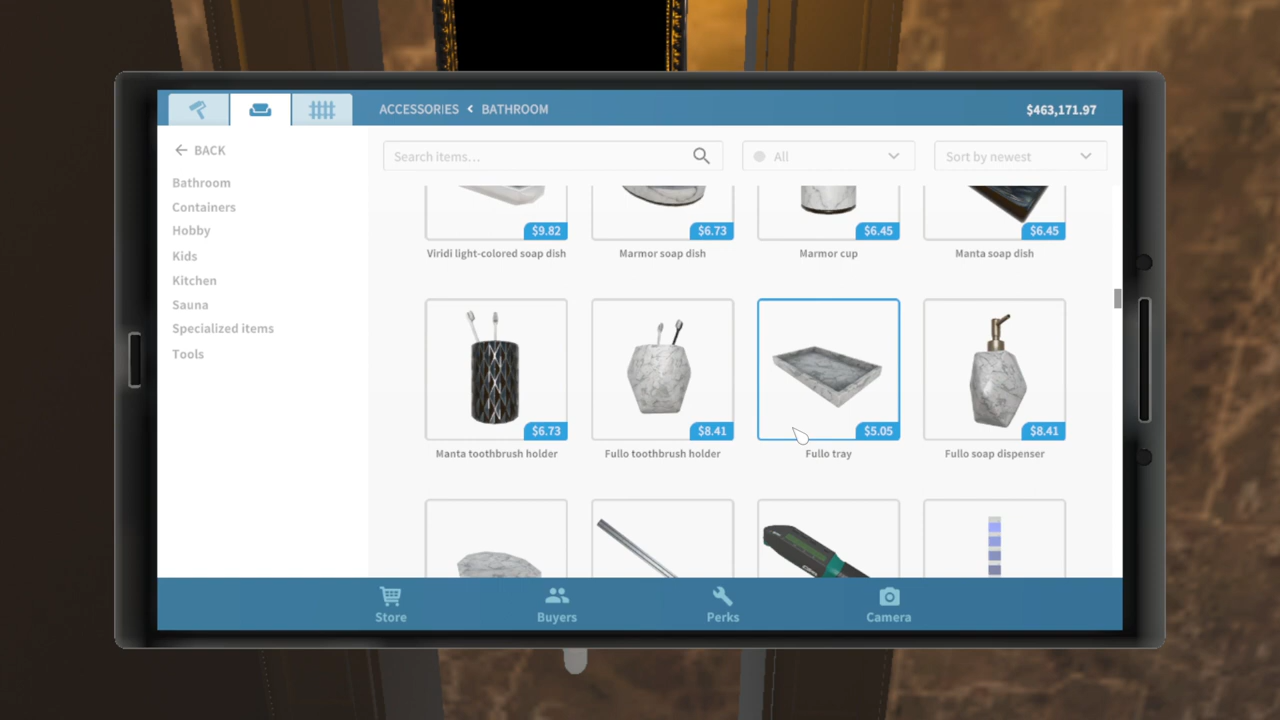 ACCESSORIES < BATHROOM
$463,171.97
BACK
Search items...
All
Sort by newest
Bathroom
Containers
Hobby
Kids
Kitchen
Sauna
Specialized items
Tools
$9.82
$6.73
$6.45
$6.45
Viridi light-colored soap dish
Marmor soap dish
Marmor cup
Manta soap dish
$6.73
$8.41
$5.05
$8.41
Manta toothbrush holder
Fullo toothbrush holder
Fullo tray
Fullo soap dispenser
Store
Buyers
Perks
Camera